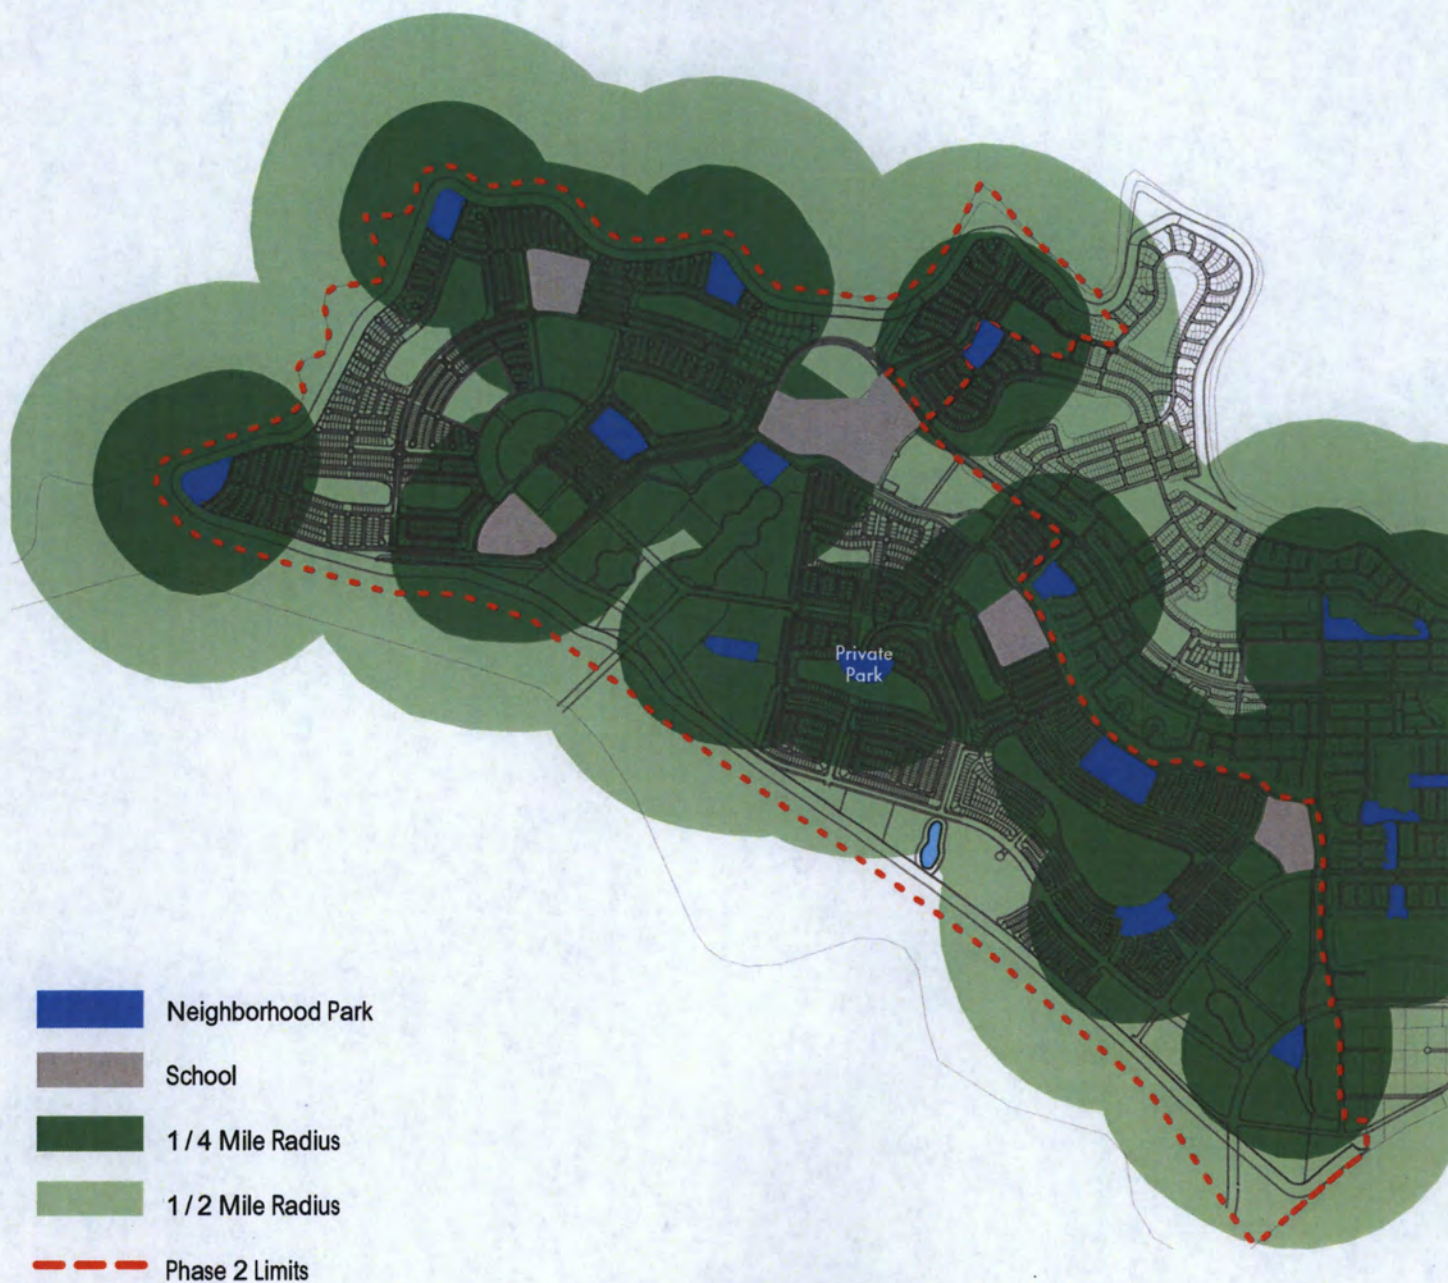 Private
Park
Neighborhood Park
School
1 / 4 Mile Radius
1 / 2 Mile Radius
Phase 2 Limits